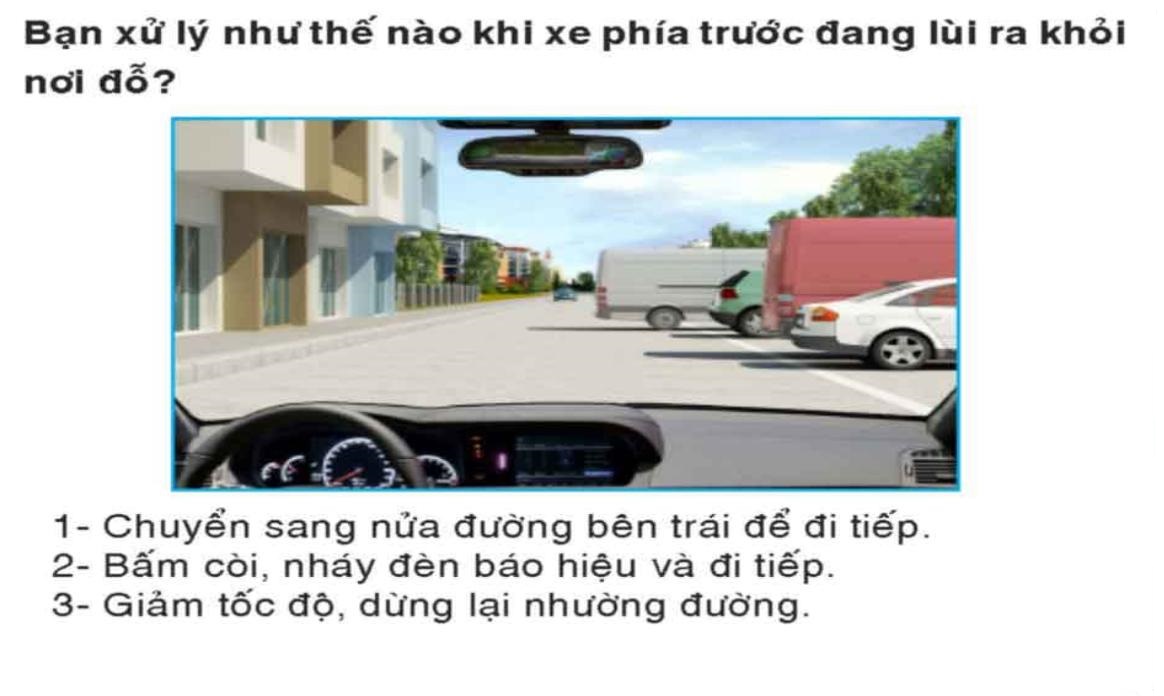 Bạn xử lý như thế nào khi xe phía trước đang lùi ra khỏi
nơi đỗ?
1- Chuyển sang nửa đường bên trái để đi tiếp.
2- Bấm còi, nháy đèn báo hiệu và đi tiếp.
3- Giảm tốc độ, dừng lại nhường đường.